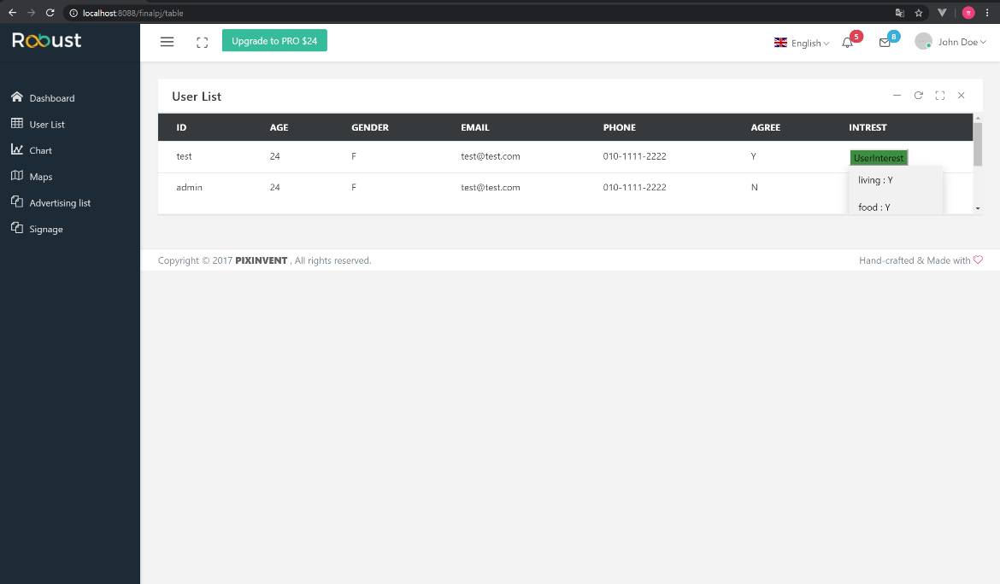 localhost:8088/finalpj/table
Robust
Upgrade to PRO $24
English
5
8
John Doe
Dashboard
User List
Chart
Maps
Advertising list
Signage
User List
ID AGE GENDER EMAIL PHONE AGREE INTREST
test 24 F test@test.com 010-1111-2222 Y UserInterest
living : Y
admin 24 F test@test.com 010-1111-2222 N
food : Y
Copyright © 2017 PIXINVENT , All rights reserved.
Hand-crafted & Made with